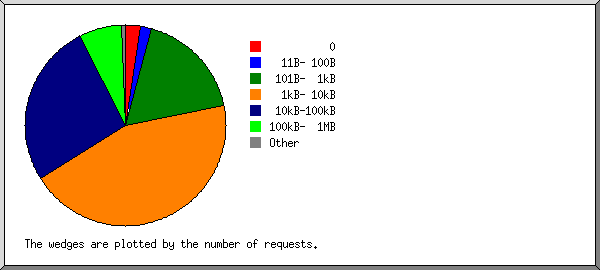 0
11B- 100B
101B- 1kB
1kB- 10kB
10kB-100kB
100kB- 1MB
Other
The wedges are plotted by the number of requests.